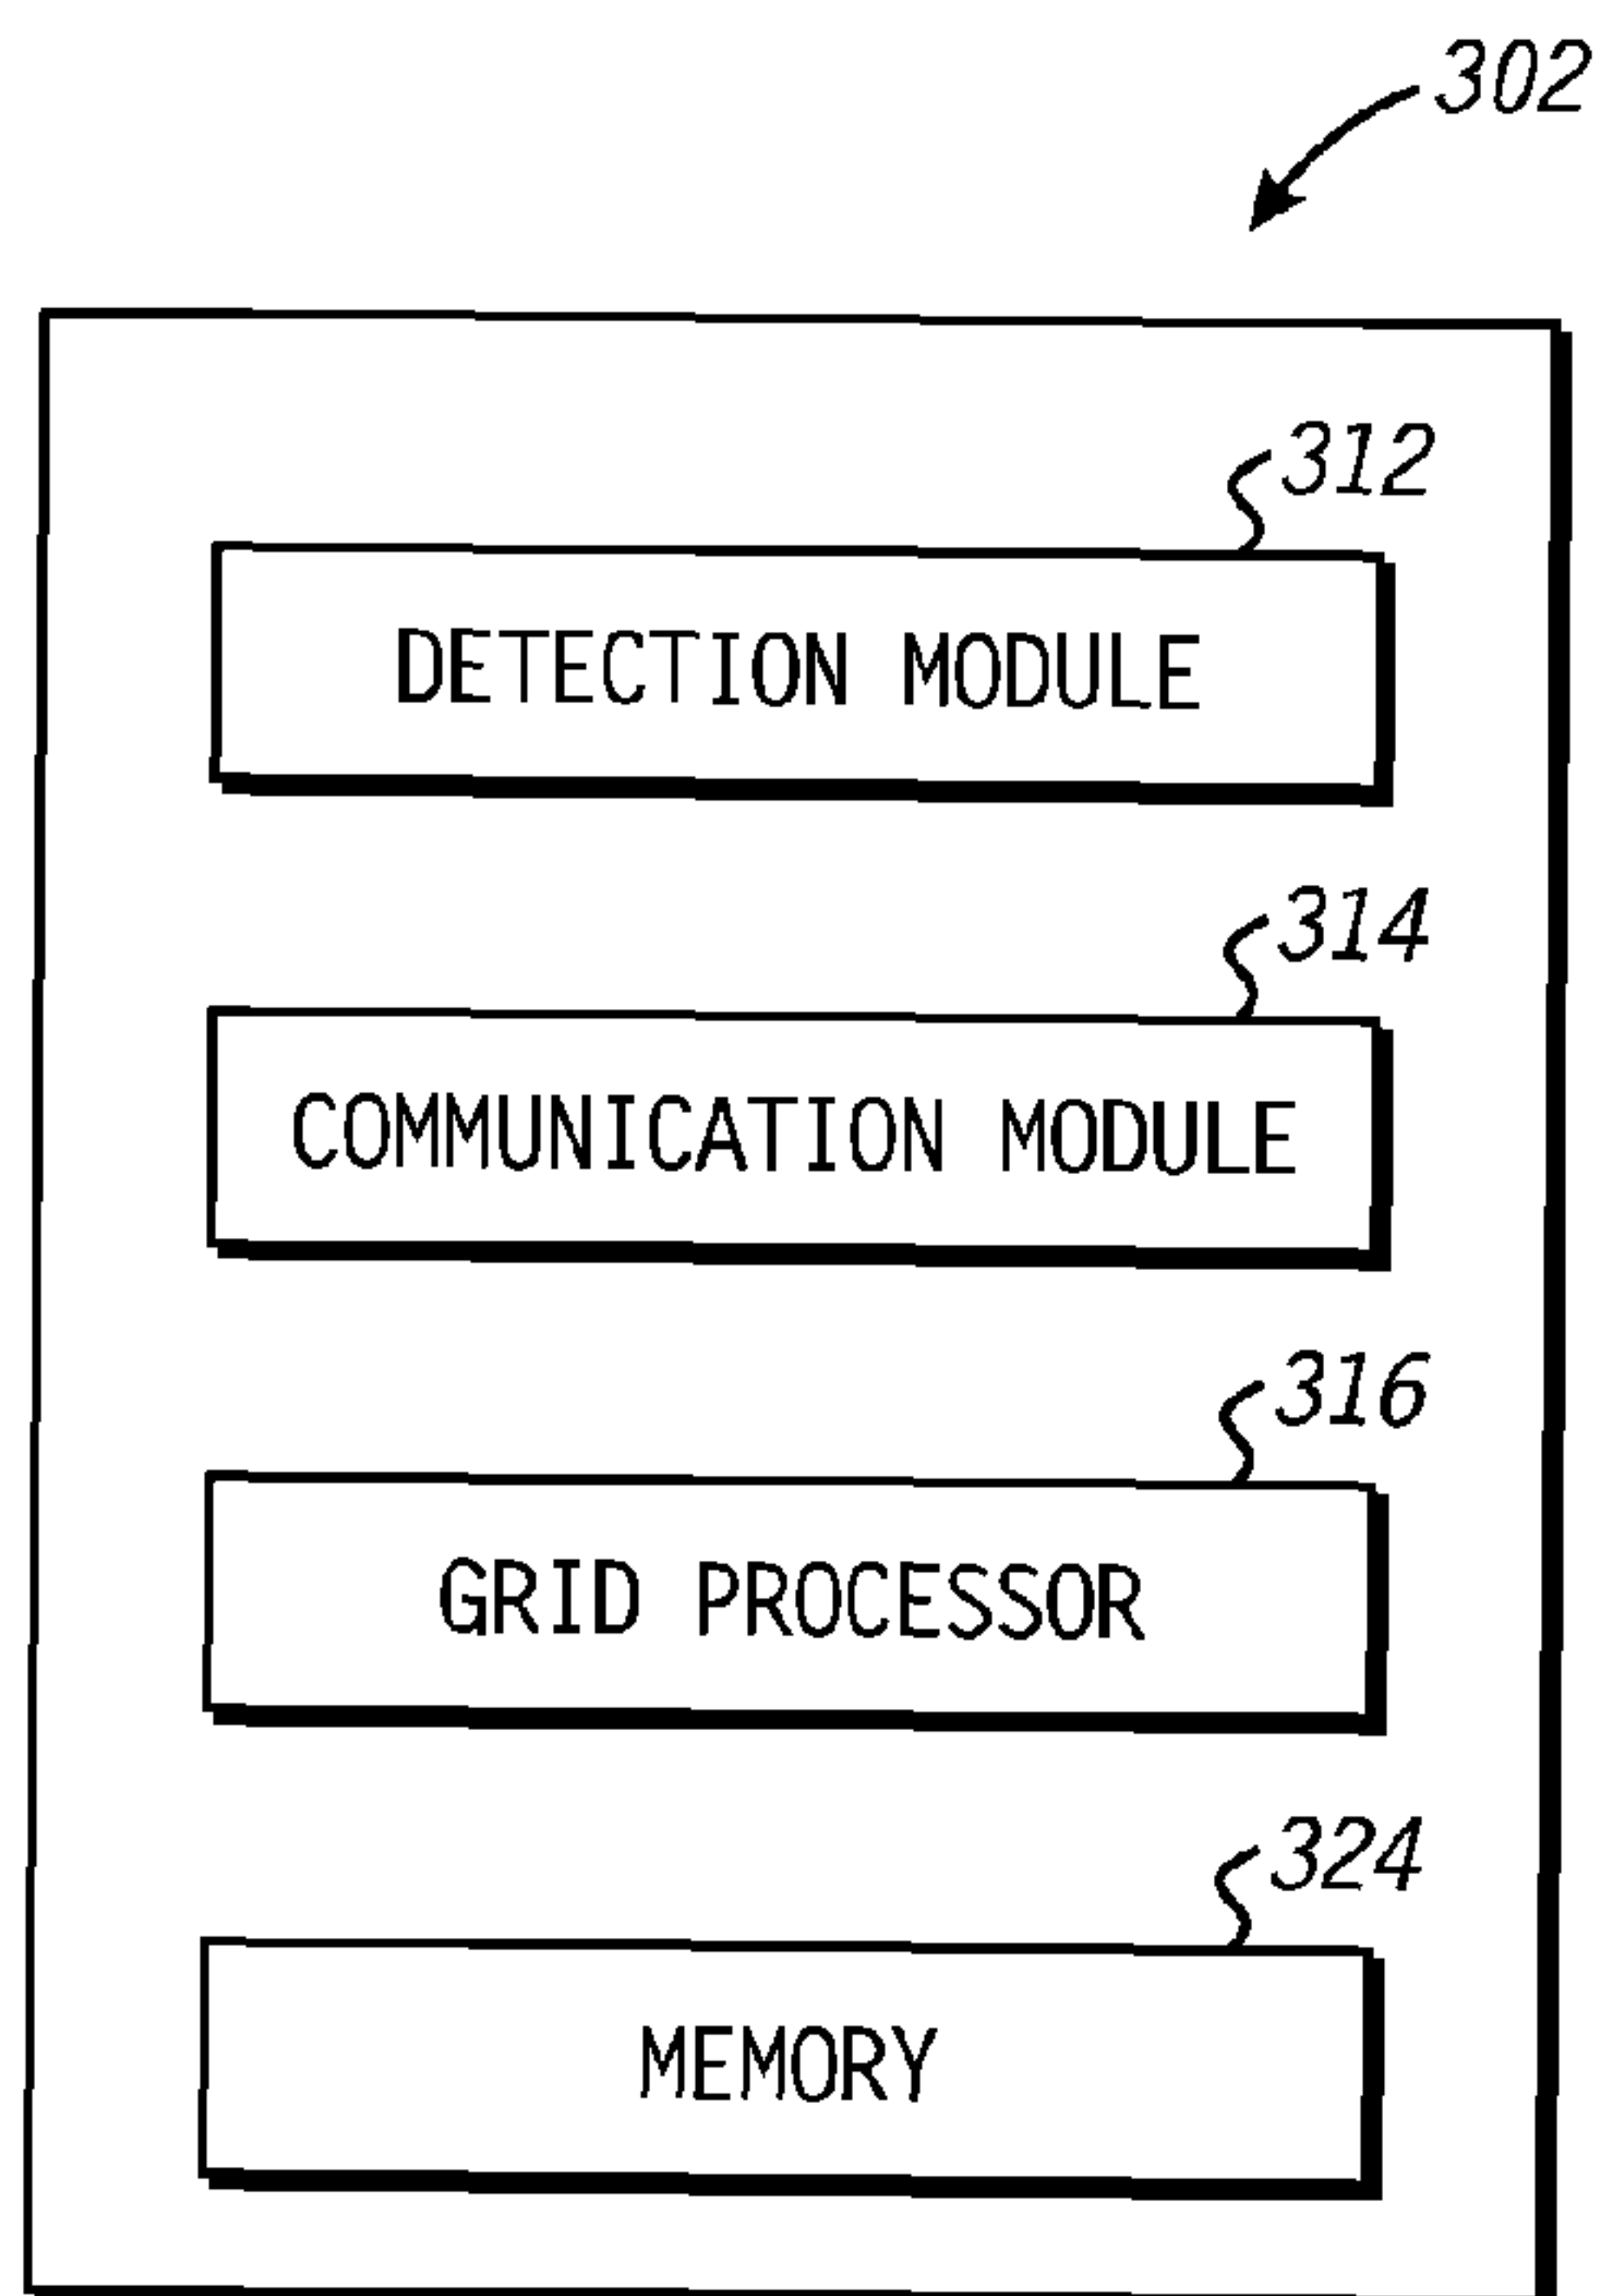 302
312
DETECTION MODULE
314
COMMUNICATION MODULE
316
GRID PROCESSOR
324
MEMORY